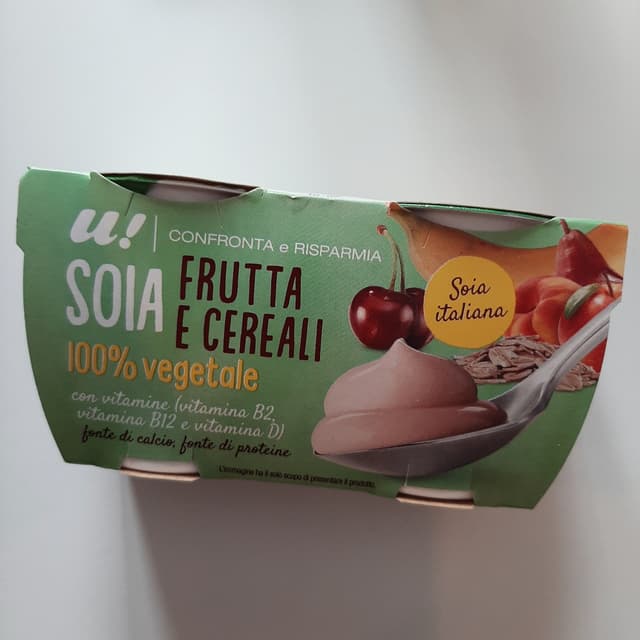 u! | CONFRONTA e RISPARMIA
SOIA
FRUTTA
E CEREALI
100% vegetale
con vitamine (vitamina B2,
vitamina B12 e vitamina D)
fonte di calcio, fonte di proteine
Soia
italiana
L'immagine ha il solo scopo di presentare il prodotto.